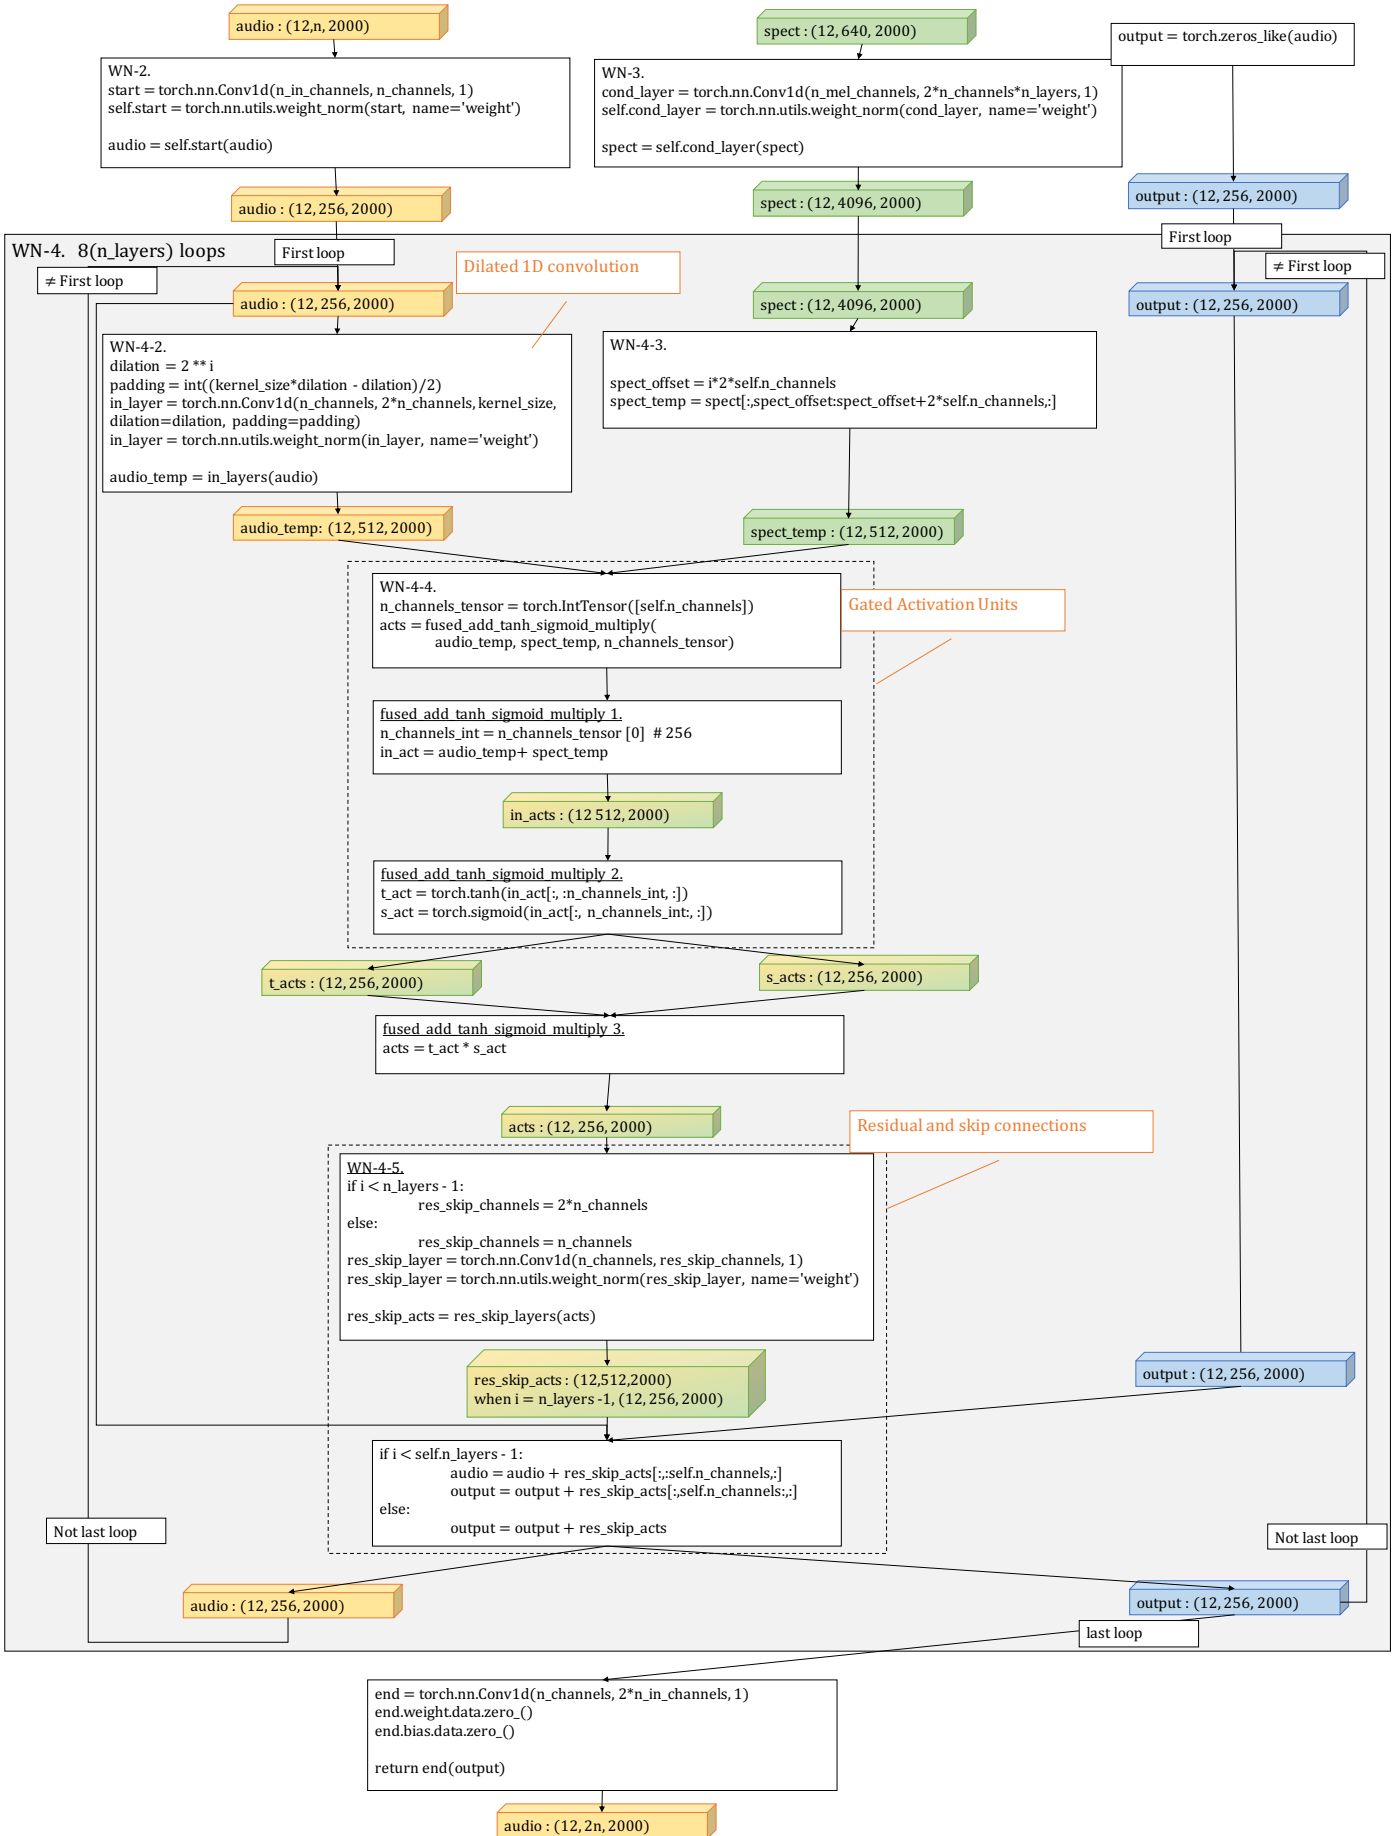 audio : (12,n, 2000)
spect : (12, 640, 2000)
output = torch.zeros_like(audio)
WN-2.
start = torch.nn.Conv1d(n_in_channels, n_channels, 1)
self.start = torch.nn.utils.weight_norm(start, name='weight')
audio = self.start(audio)
WN-3.
cond_layer = torch.nn.Conv1d(n_mel_channels, 2*n_channels*n_layers, 1)
self.cond_layer = torch.nn.utils.weight_norm(cond_layer, name='weight')
spect = self.cond_layer(spect)
audio : (12, 256, 2000)
spect : (12, 4096, 2000)
output : (12, 256, 2000)
WN-4. 8(n_layers) loops
First loop
First loop
≠ First loop
Dilated 1D convolution
≠ First loop
audio : (12, 256, 2000)
spect : (12, 4096, 2000)
output : (12, 256, 2000)
WN-4-2.
dilation = 2 ** i
padding = int((kernel_size*dilation - dilation)/2)
in_layer = torch.nn.Conv1d(n_channels, 2*n_channels, kernel_size,
dilation=dilation, padding=padding)
in_layer = torch.nn.utils.weight_norm(in_layer, name='weight')
audio_temp = in_layers(audio)
WN-4-3.
spect_offset = i*2*self.n_channels
spect_temp = spect[:,spect_offset:spect_offset+2*self.n_channels,:]
audio_temp: (12, 512, 2000)
spect_temp : (12, 512, 2000)
WN-4-4.
n_channels_tensor = torch.IntTensor([self.n_channels])
acts = fused_add_tanh_sigmoid_multiply(
audio_temp, spect_temp, n_channels_tensor)
Gated Activation Units
fused_add_tanh_sigmoid_multiply 1.
n_channels_int = n_channels_tensor [0] # 256
in_act = audio_temp+ spect_temp
in_acts : (12 512, 2000)
fused_add_tanh_sigmoid_multiply 2.
t_act = torch.tanh(in_act[:, :n_channels_int, :])
s_act = torch.sigmoid(in_act[:, n_channels_int:, :])
t_acts : (12, 256, 2000)
s_acts : (12, 256, 2000)
fused_add_tanh_sigmoid_multiply 3.
acts = t_act * s_act
acts : (12, 256, 2000)
Residual and skip connections
WN-4-5.
if i < n_layers - 1:
res_skip_channels = 2*n_channels
else:
res_skip_channels = n_channels
res_skip_layer = torch.nn.Conv1d(n_channels, res_skip_channels, 1)
res_skip_layer = torch.nn.utils.weight_norm(res_skip_layer, name='weight')
res_skip_acts = res_skip_layers(acts)
res_skip_acts : (12,512,2000)
when i = n_layers -1, (12, 256, 2000)
output : (12, 256, 2000)
if i < self.n_layers - 1:
audio = audio + res_skip_acts[:,:self.n_channels,:]
output = output + res_skip_acts[:,self.n_channels:,:]
else:
output = output + res_skip_acts
Not last loop
Not last loop
audio : (12, 256, 2000)
output : (12, 256, 2000)
last loop
end = torch.nn.Conv1d(n_channels, 2*n_in_channels, 1)
end.weight.data.zero_()
end.bias.data.zero_()
return end(output)
audio : (12, 2n, 2000)